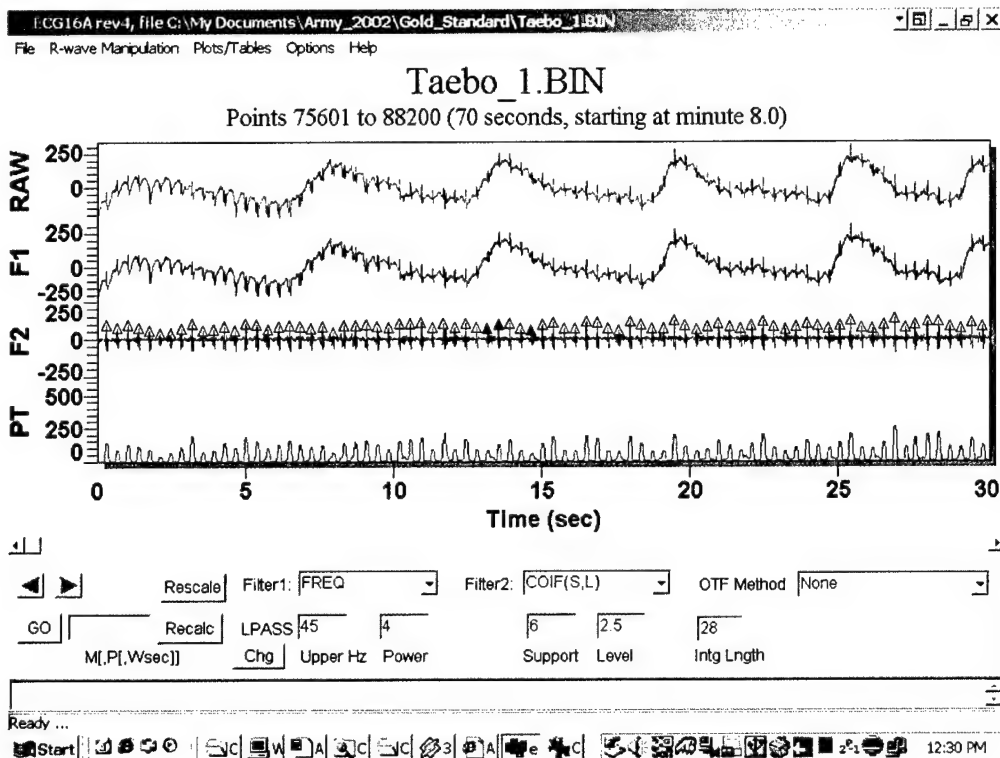 ECG16A rev4, file C:\My Documents\Army_2002\Gold_Standard\Taebo_1.BIN
File R-wave Manipulation Plots/Tables Options Help
Taebo_1.BIN
Points 75601 to 88200 (70 seconds, starting at minute 8.0)
RAW
250
0
F1
250
0
-250
F2
250
0
-250
PT
500
250
0
0 5 10 15 20 25 30
Time (sec)
Rescale Filter1: FREQ Filter2: COIF(S,L) OTF Method None
GO Recalc LPASS 45 4 6 2.5 28
M[,P[,Wsec]] Chg Upper Hz Power Support Level Intg Lngth
Ready ...
Start C W A C C 3 A e C 12:30 PM